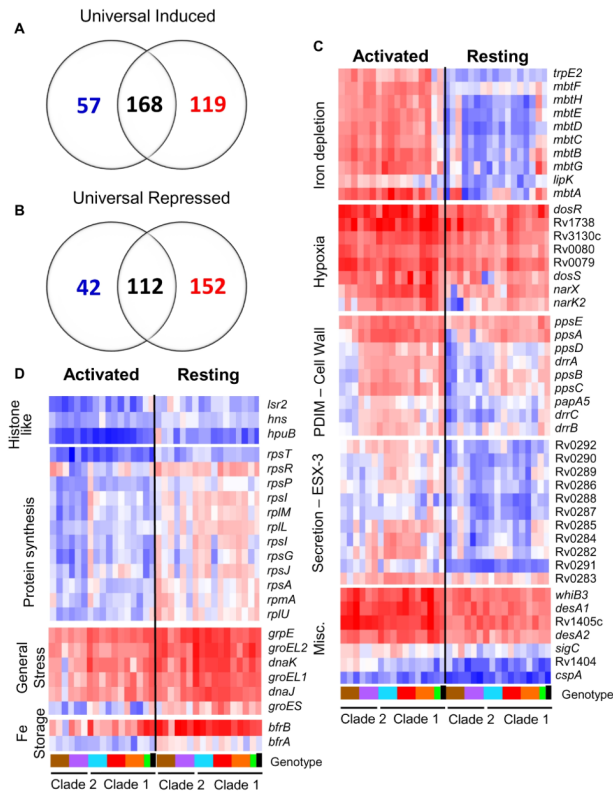 A
Universal Induced
57
168
119
B
Universal Repressed
42
112
152
C
Activated
Resting
Iron depletion
trpE2
mbtF
mbtH
mbtE
mbtD
mbtC
mbtB
mbtG
lipK
mbtA
Hypoxia
dosR
Rv1738
Rv3130c
Rv0080
Rv0079
dosS
narX
narK2
PDIM – Cell Wall
ppsE
ppsA
ppsD
drrA
ppsB
ppsC
papA5
drrC
drrB
Secretion – ESX-3
Rv0292
Rv0290
Rv0289
Rv0286
Rv0288
Rv0287
Rv0285
Rv0284
Rv0282
Rv0291
Rv0283
Misc.
whiB3
desA1
Rv1405c
desA2
sigC
Rv1404
cspA
Genotype
Clade 2
Clade 1
Clade 2
Clade 1
D
Activated
Resting
Histone like
lsr2
hns
hpuB
Protein synthesis
rpsT
rpsR
rpsP
rpsI
rplM
rplL
rpsI
rpsG
rpsJ
rpsA
rpmA
rplU
General Stress
grpE
groEL2
dnaK
groEL1
dnaJ
groES
Fe Storage
bfrB
bfrA
Genotype
Clade 2
Clade 1
Clade 2
Clade 1